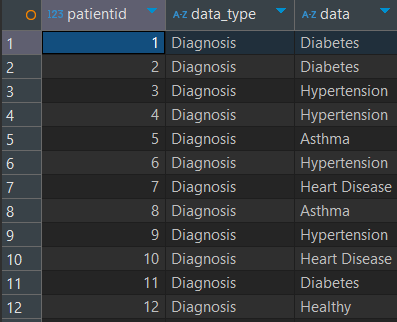 123 patientid A-Z data_type A-Z data
1 1 Diagnosis Diabetes
2 2 Diagnosis Diabetes
3 3 Diagnosis Hypertension
4 4 Diagnosis Hypertension
5 5 Diagnosis Asthma
6 6 Diagnosis Hypertension
7 7 Diagnosis Heart Disease
8 8 Diagnosis Asthma
9 9 Diagnosis Hypertension
10 10 Diagnosis Heart Disease
11 11 Diagnosis Diabetes
12 12 Diagnosis Healthy